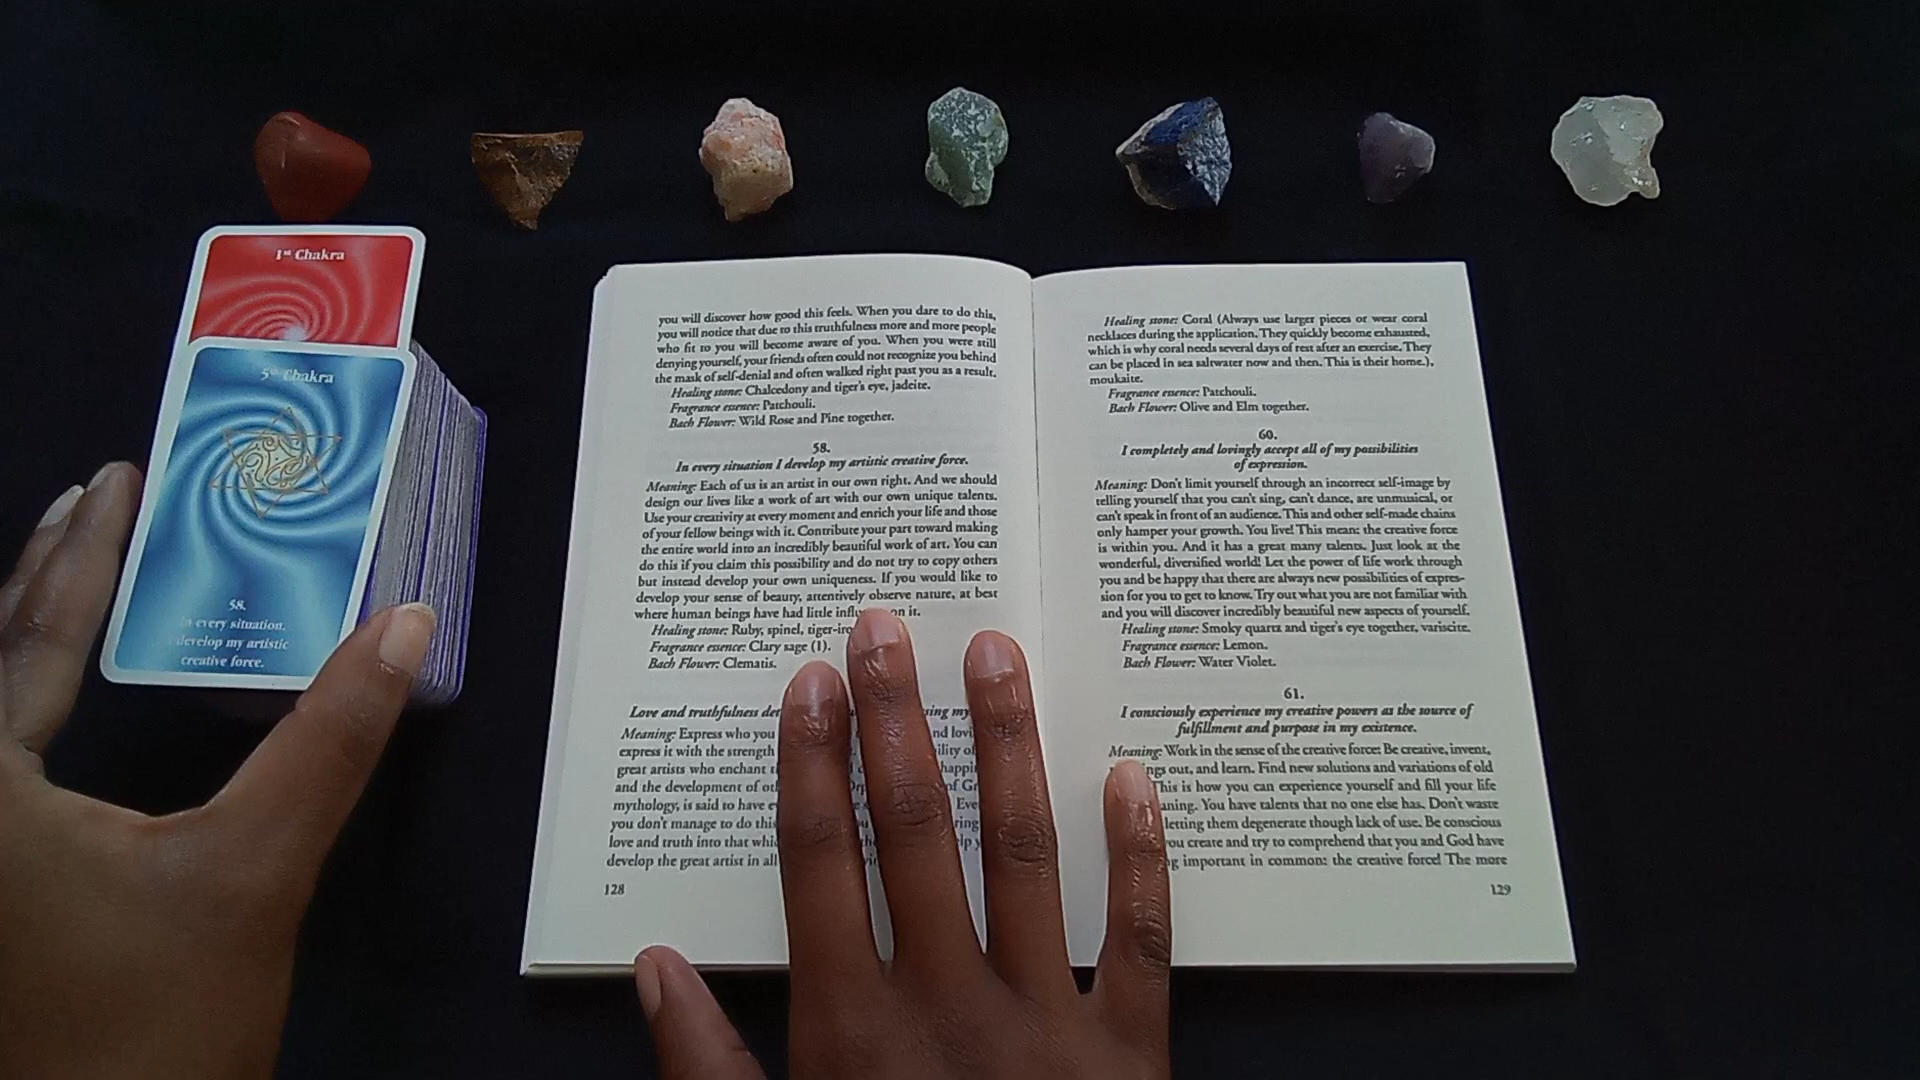 1st Chakra
5th Chakra
58.
In every situation,
develop my artistic
creative force.
you will discover how good this feels. When you dare to do this,
you will notice that due to this truthfulness more and more people
who fit to you will become aware of you. When you were still
denying yourself, your friends often could not recognize you behind
the mask of self-denial and often walked right past you as a result.
Healing stone: Chalcedony and tiger's eye, jadeite.
Fragrance essence: Patchouli.
Bach Flower: Wild Rose and Pine together.
58.
In every situation I develop my artistic creative force.
Meaning: Each of us is an artist in our own right. And we should
design our lives like a work of art with our own unique talents.
Use your creativity at every moment and enrich your life and those
of your fellow beings with it. Contribute your part toward making
the entire world into an incredibly beautiful work of art. You can
do this if you claim this possibility and do not try to copy others
but instead develop your own uniqueness. If you would like to
develop your sense of beauty, attentively observe nature, at best
where human beings have had little on it.
Healing stone: Ruby, spinel,
Fragrance essence: Clary sage (1).
Bach Flower: Clematis.
Love and truthfulness my
Meaning: Express who you
express it with the strength of
great artists who enchant
and the development of of
mythology, is said to have
you don't manage to do this
love and truth into that
develop the great artist in all
128
Healing stone: Coral (Always use larger pieces or wear coral
necklaces during the application. They quickly become exhausted,
which is why coral needs several days of rest after an exercise. They
can be placed in sea saltwater now and then. This is their home.),
moukaite.
Fragrance essence: Patchouli.
Bach Flower: Olive and Elm together.
60.
I completely and lovingly accept all of my possibilities
of expression.
Meaning: Don't limit yourself through an incorrect self-image by
telling yourself that you can't sing, can't dance, are unmusical, or
can't speak in front of an audience. This and other self-made chains
only hamper your growth. You live! This mean: the creative force
is within you. And it has a great many talents. Just look at the
wonderful, diversified world! Let the power of life work through
you and be happy that there are always new possibilities of expres-
sion for you to get to know. Try out what you are not familiar with
and you will discover incredibly beautiful new aspects of yourself.
Healing stone: Smoky quartz and tiger's eye together, variscite.
Fragrance essence: Lemon.
Bach Flower: Water Violet.
61.
I consciously experience my creative powers as the source of
fulfillment and purpose in my existence.
Meaning: Work in the sense of the creative force: Be creative, invent,
out, and learn. Find new solutions and variations of old
This is how you can experience yourself and fill your life
You have talents that no one else has. Don't waste
letting them degenerate though lack of use. Be conscious
you create and try to comprehend that you and God have
important in common: the creative force! The more
129